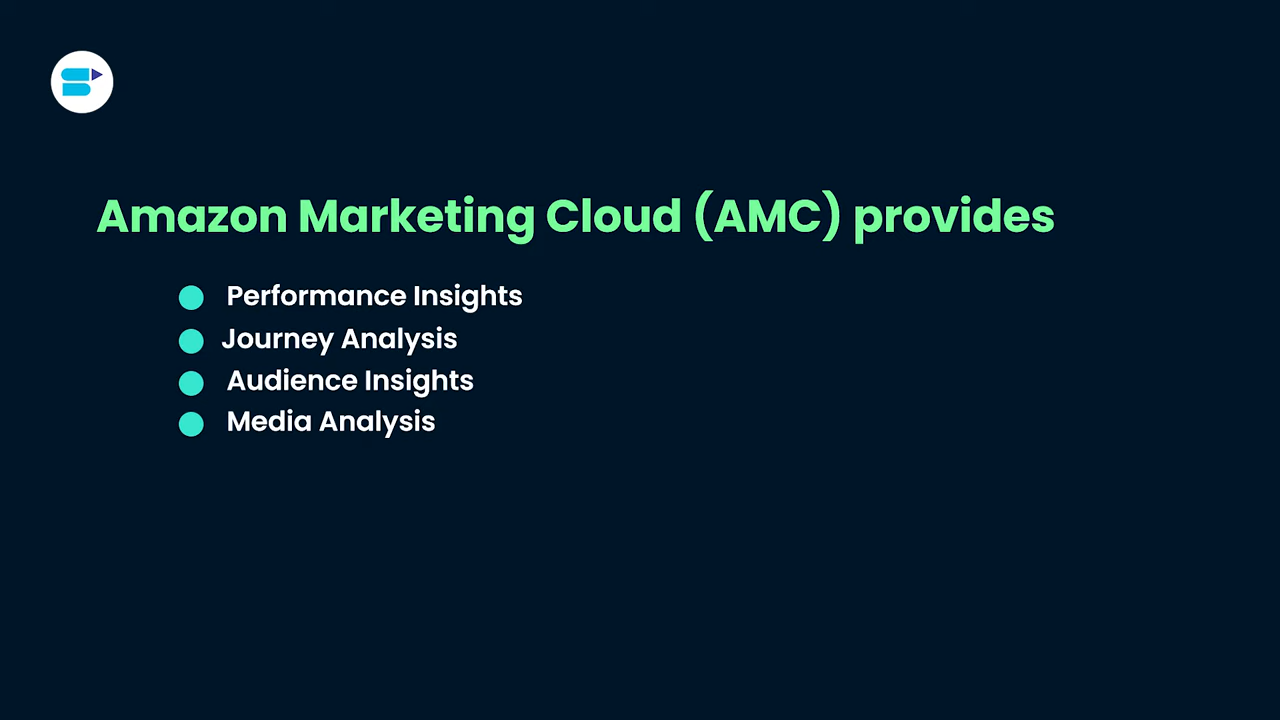 Amazon Marketing Cloud (AMC) provides
Performance Insights
Journey Analysis
Audience Insights
Media Analysis